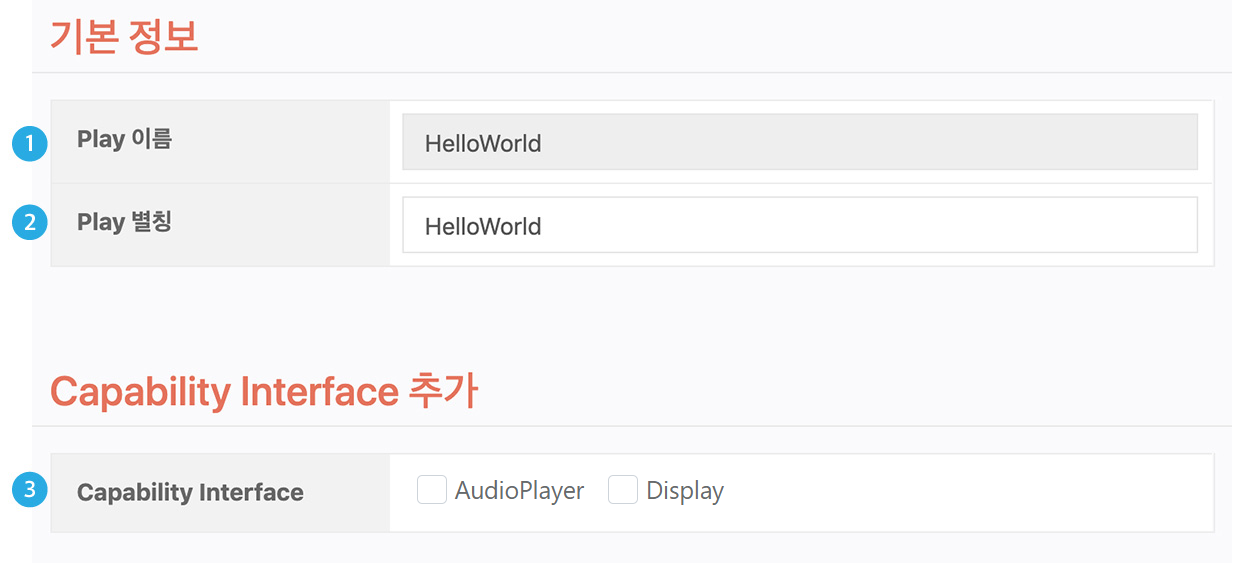 기본 정보
1 Play 이름 HelloWorld
2 Play 별칭 HelloWorld
Capability Interface 추가
3 Capability Interface AudioPlayer Display